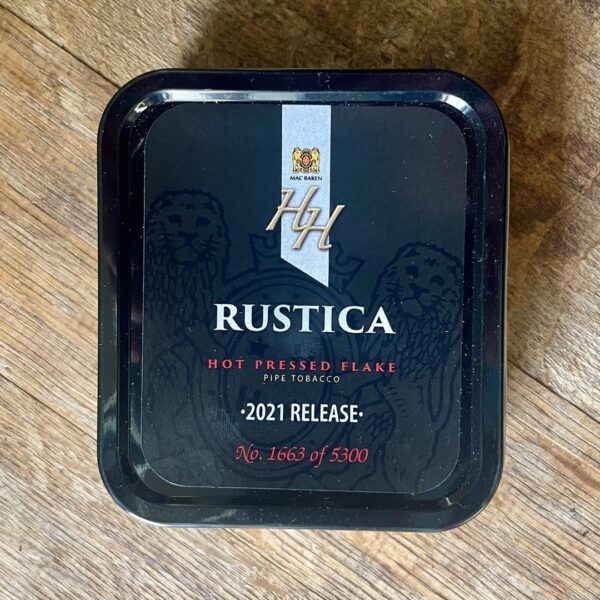 MAC BAREN
HH
RUSTICA
HOT PRESSED FLAKE
PIPE TOBACCO
·2021 RELEASE·
No. 1663 of 5300